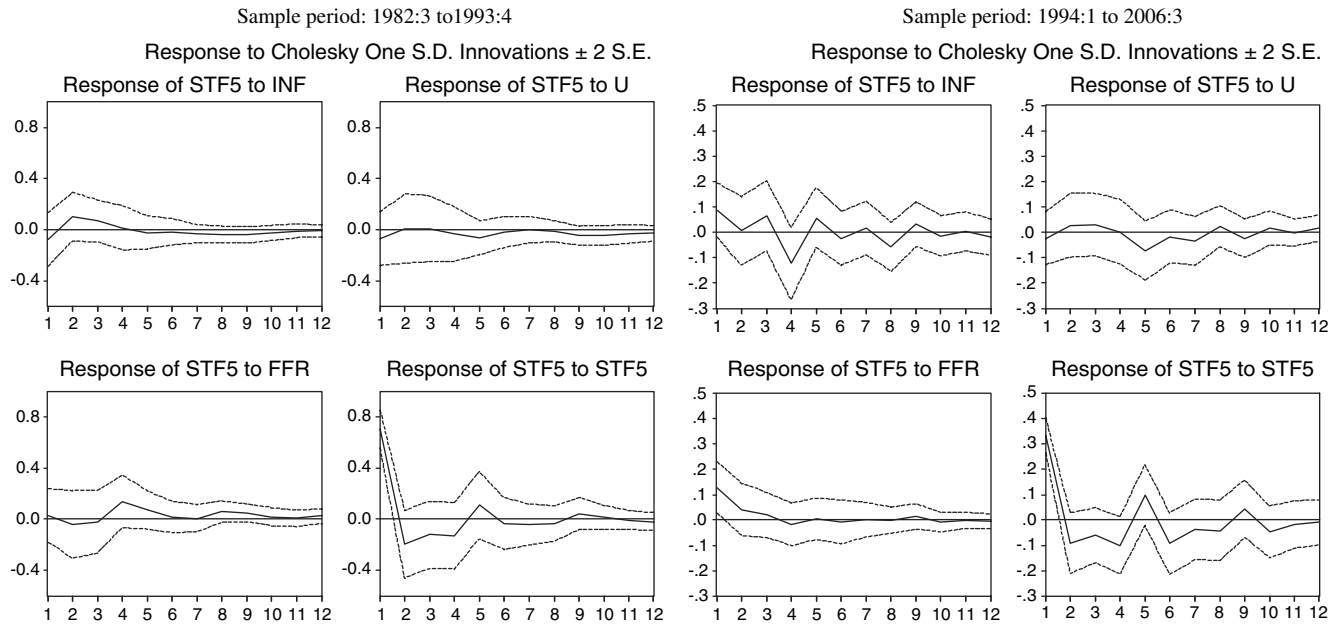 Sample period: 1982:3 to1993:4
Response to Cholesky One S.D. Innovations ± 2 S.E.
Response of STF5 to INF
0.8
0.4
0.0
-0.4
1 2 3 4 5 6 7 8 9 10 11 12
Response of STF5 to U
0.8
0.4
0.0
-0.4
1 2 3 4 5 6 7 8 9 10 11 12
Response of STF5 to FFR
0.8
0.4
0.0
-0.4
1 2 3 4 5 6 7 8 9 10 11 12
Response of STF5 to STF5
0.8
0.4
0.0
-0.4
1 2 3 4 5 6 7 8 9 10 11 12
Sample period: 1994:1 to 2006:3
Response to Cholesky One S.D. Innovations ± 2 S.E.
Response of STF5 to INF
.5
.4
.3
.2
.1
.0
-.1
-.2
-.3
1 2 3 4 5 6 7 8 9 10 11 12
Response of STF5 to U
.5
.4
.3
.2
.1
.0
-.1
-.2
-.3
1 2 3 4 5 6 7 8 9 10 11 12
Response of STF5 to FFR
.5
.4
.3
.2
.1
.0
-.1
-.2
-.3
1 2 3 4 5 6 7 8 9 10 11 12
Response of STF5 to STF5
.5
.4
.3
.2
.1
.0
-.1
-.2
-.3
1 2 3 4 5 6 7 8 9 10 11 12